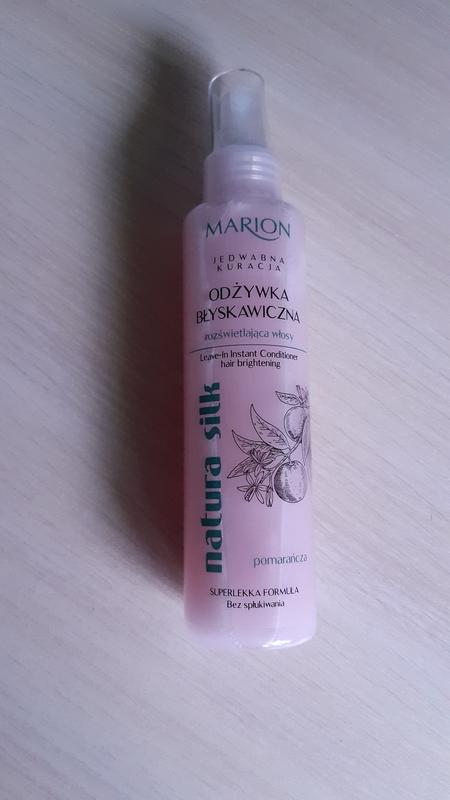 MARION
JEDWABNA
KURACJA
ODŻYWKA
BŁYSKAWICZNA
rozświetlająca włosy
Leave-In Instant Conditioner
hair brightening
natura silk
pomarańcza
SUPERLEKKA FORMUŁA
Bez spłukiwania